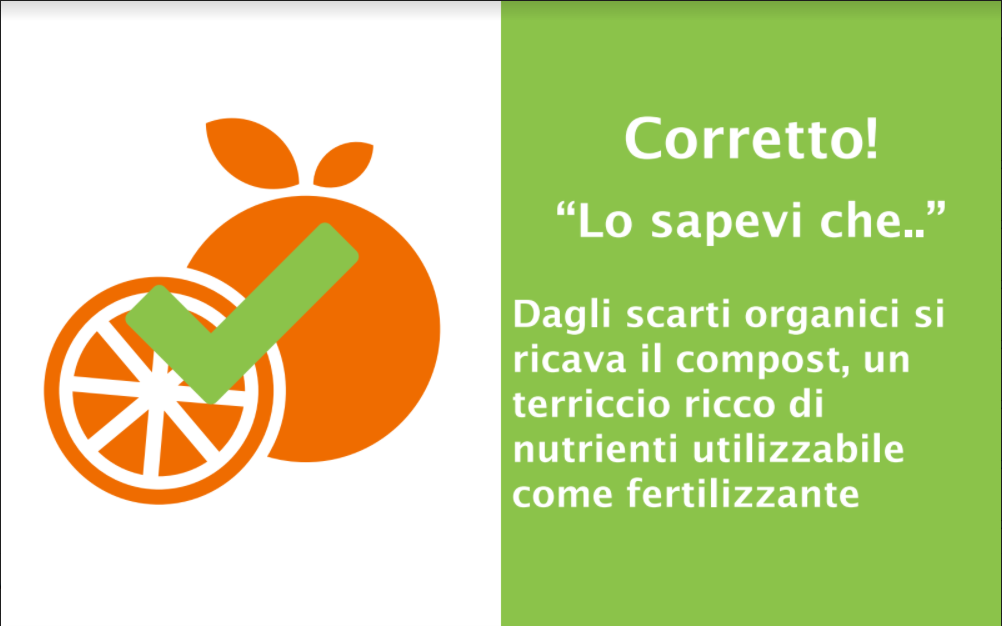 Corretto!
“Lo sapevi che..”
Dagli scarti organici si
ricava il compost, un
terriccio ricco di
nutrienti utilizzabile
come fertilizzante